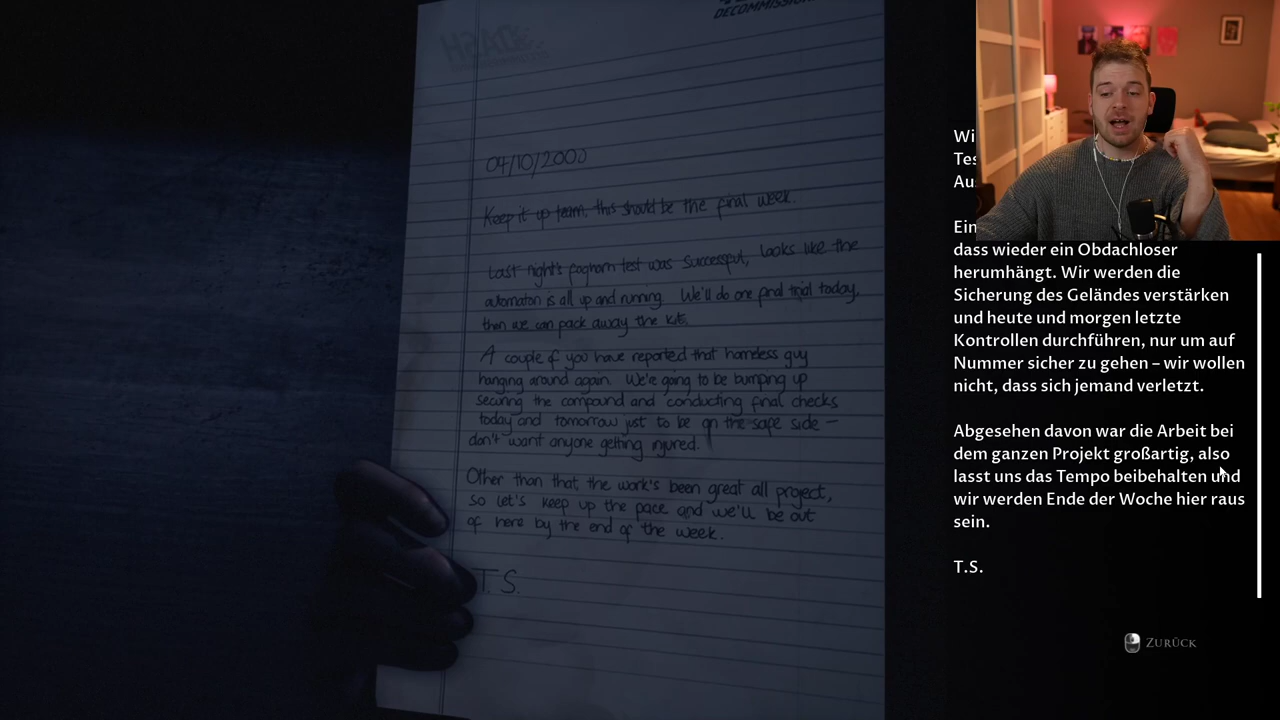 DECOMMISSION
04/10/2000
Keep it up team, this should be the final week.
Last night's foghorn test was successful, looks like the
automaton is all up and running. We'll do one final trial today,
then we can pack away the kit.
A couple of you have reported that homeless guy
hanging around again. We're going to be bumping up
securing the compound and conducting final checks
today and tomorrow just to be on the safe side –
don't want anyone getting injured.
Other than that the work's been great all project,
so let's keep up the pace and we'll be out
of here by the end of the week.
T.S.
Wi
Tes
Au
Ein
dass wieder ein Obdachloser
herumhängt. Wir werden die
Sicherung des Geländes verstärken
und heute und morgen letzte
Kontrollen durchführen, nur um auf
Nummer sicher zu gehen – wir wollen
nicht, dass sich jemand verletzt.
Abgesehen davon war die Arbeit bei
dem ganzen Projekt großartig, also
lasst uns das Tempo beibehalten und
wir werden Ende der Woche hier raus
sein.
T.S.
ZURÜCK